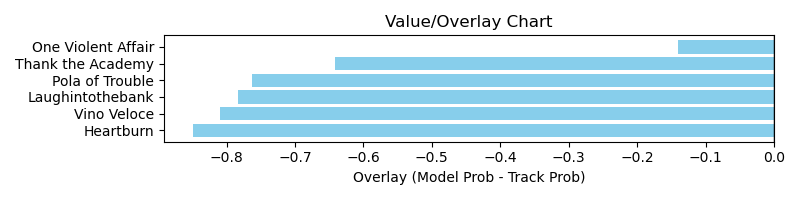 Value/Overlay Chart
One Violent Affair
Thank the Academy
Pola of Trouble
Laughintothebank
Vino Veloce
Heartburn
−0.8 −0.7 −0.6 −0.5 −0.4 −0.3 −0.2 −0.1 0.0
Overlay (Model Prob - Track Prob)